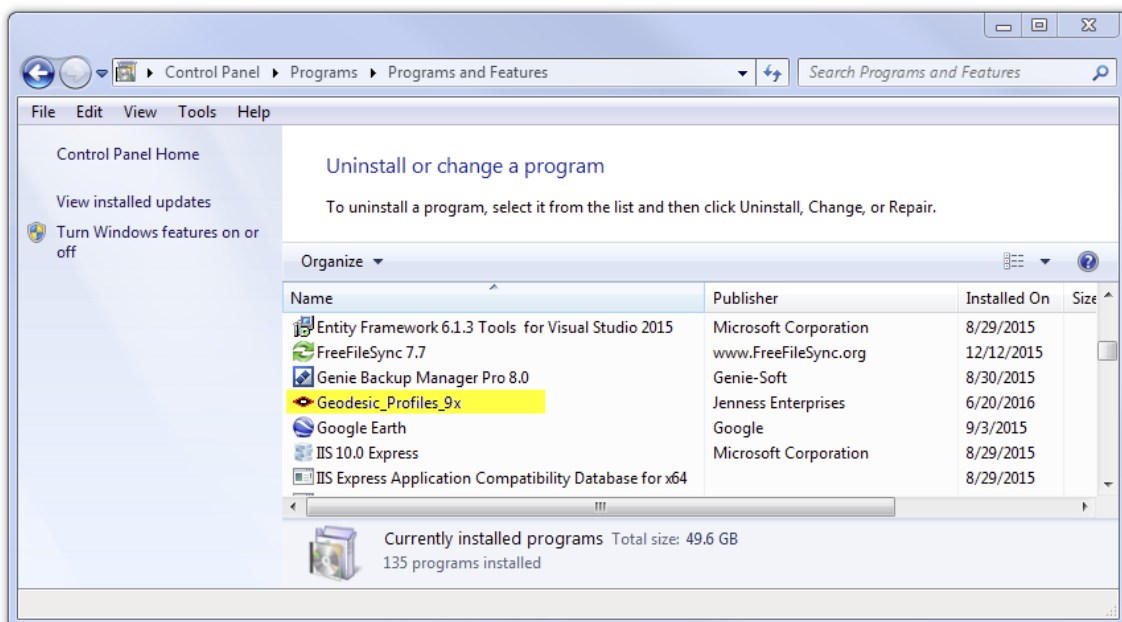 Control Panel Programs Programs and Features Search Programs and Features
File Edit View Tools Help
Control Panel Home
View installed updates
Turn Windows features on or
off
Uninstall or change a program
To uninstall a program, select it from the list and then click Uninstall, Change, or Repair.
Organize
Name Publisher Installed On Size
Entity Framework 6.1.3 Tools for Visual Studio 2015 Microsoft Corporation 8/29/2015
FreeFileSync 7.7 www.FreeFileSync.org 12/12/2015
Genie Backup Manager Pro 8.0 Genie-Soft 8/30/2015
Geodesic_Profiles_9x Jenness Enterprises 6/20/2016
Google Earth Google 9/3/2015
IIS 10.0 Express Microsoft Corporation 8/29/2015
IIS Express Application Compatibility Database for x64 8/29/2015
Currently installed programs Total size: 49.6 GB
135 programs installed